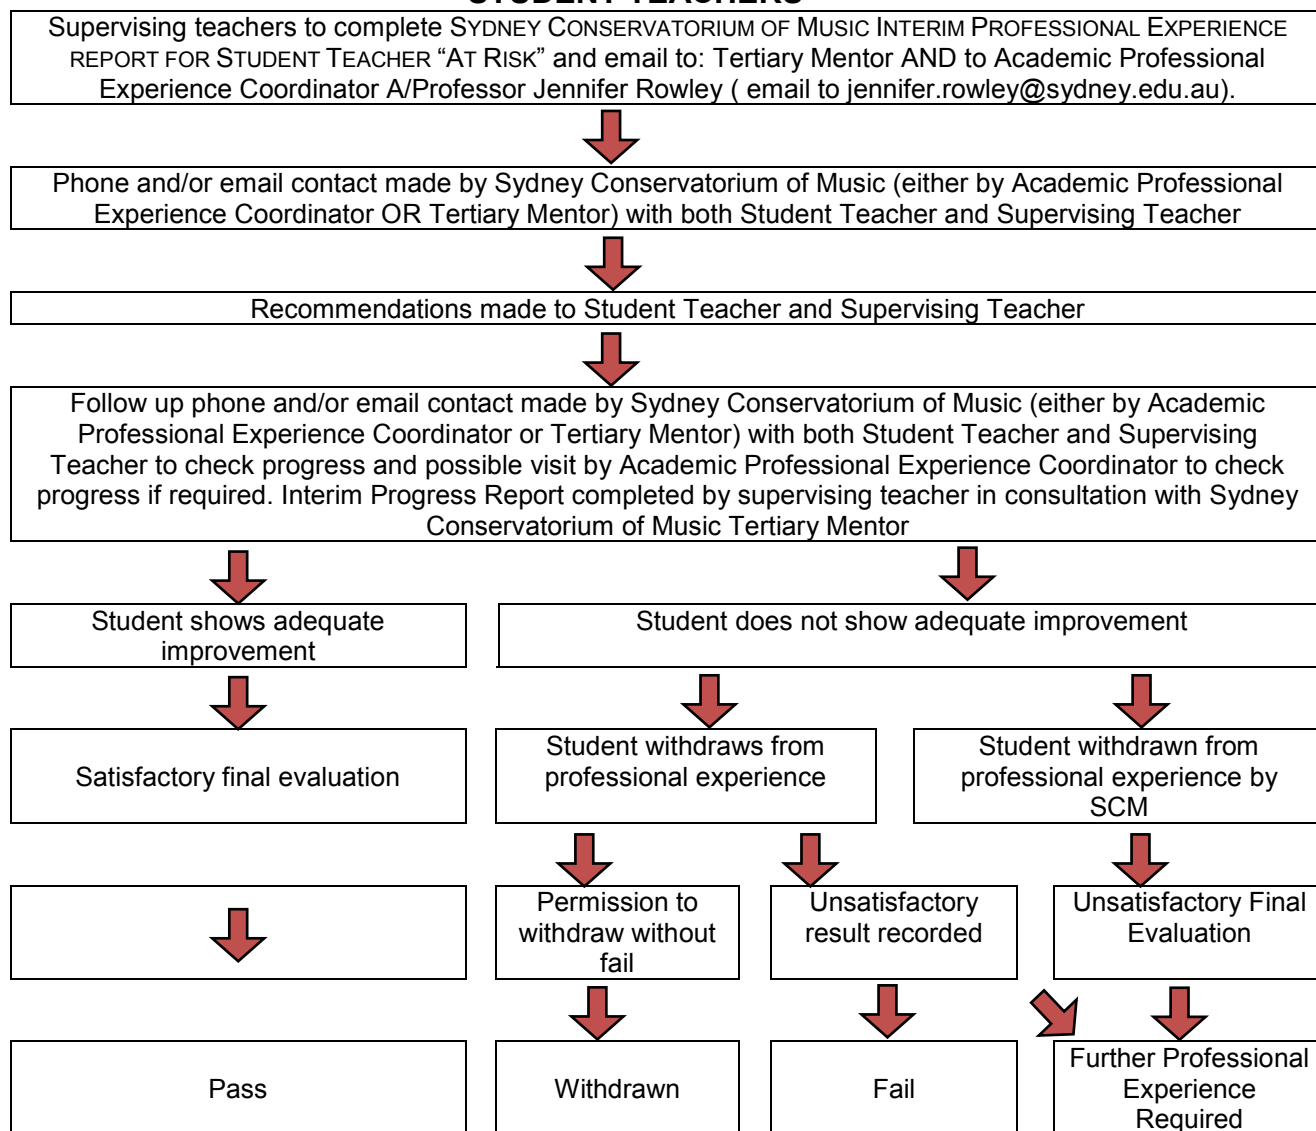 STUDENT TEACHERS
Supervising teachers to complete SYDNEY CONSERVATORIUM OF MUSIC INTERIM PROFESSIONAL EXPERIENCE
REPORT FOR STUDENT TEACHER “AT RISK” and email to: Tertiary Mentor AND to Academic Professional
Experience Coordinator A/Professor Jennifer Rowley ( email to jennifer.rowley@sydney.edu.au).
Phone and/or email contact made by Sydney Conservatorium of Music (either by Academic Professional
Experience Coordinator OR Tertiary Mentor) with both Student Teacher and Supervising Teacher
Recommendations made to Student Teacher and Supervising Teacher
Follow up phone and/or email contact made by Sydney Conservatorium of Music (either by Academic
Professional Experience Coordinator or Tertiary Mentor) with both Student Teacher and Supervising
Teacher to check progress and possible visit by Academic Professional Experience Coordinator to check
progress if required. Interim Progress Report completed by supervising teacher in consultation with Sydney
Conservatorium of Music Tertiary Mentor
Student shows adequate
improvement
Student does not show adequate improvement
Satisfactory final evaluation
Student withdraws from
professional experience
Student withdrawn from
professional experience by
SCM
Permission to
withdraw without
fail
Unsatisfactory
result recorded
Unsatisfactory Final
Evaluation
Pass
Withdrawn
Fail
Further Professional
Experience
Required